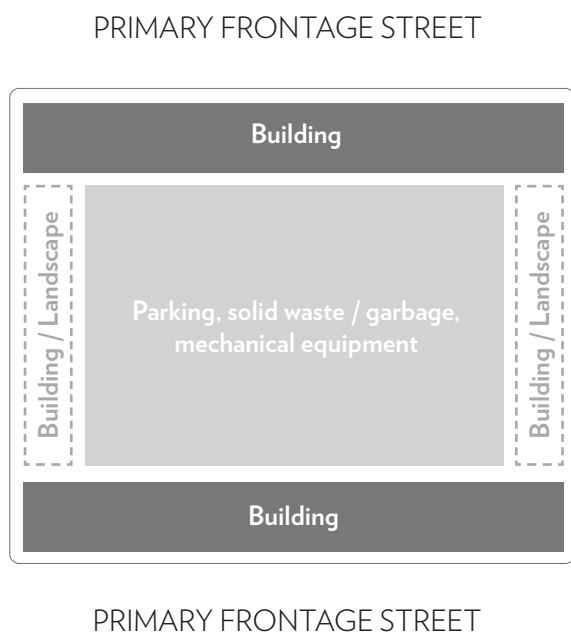 PRIMARY FRONTAGE STREET
Building
Building / Landscape
Parking, solid waste / garbage,
mechanical equipment
Building / Landscape
Building
PRIMARY FRONTAGE STREET